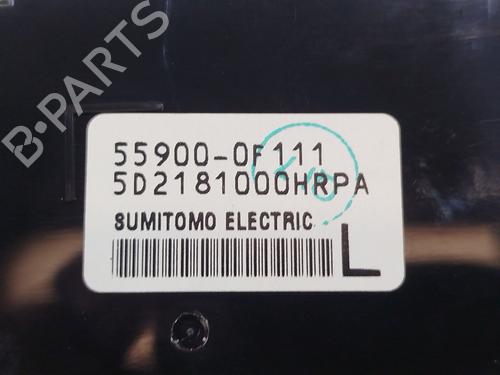 B-PARTS
55900-0F111
5D2181000HRPA
SUMITOMO ELECTRIC
L